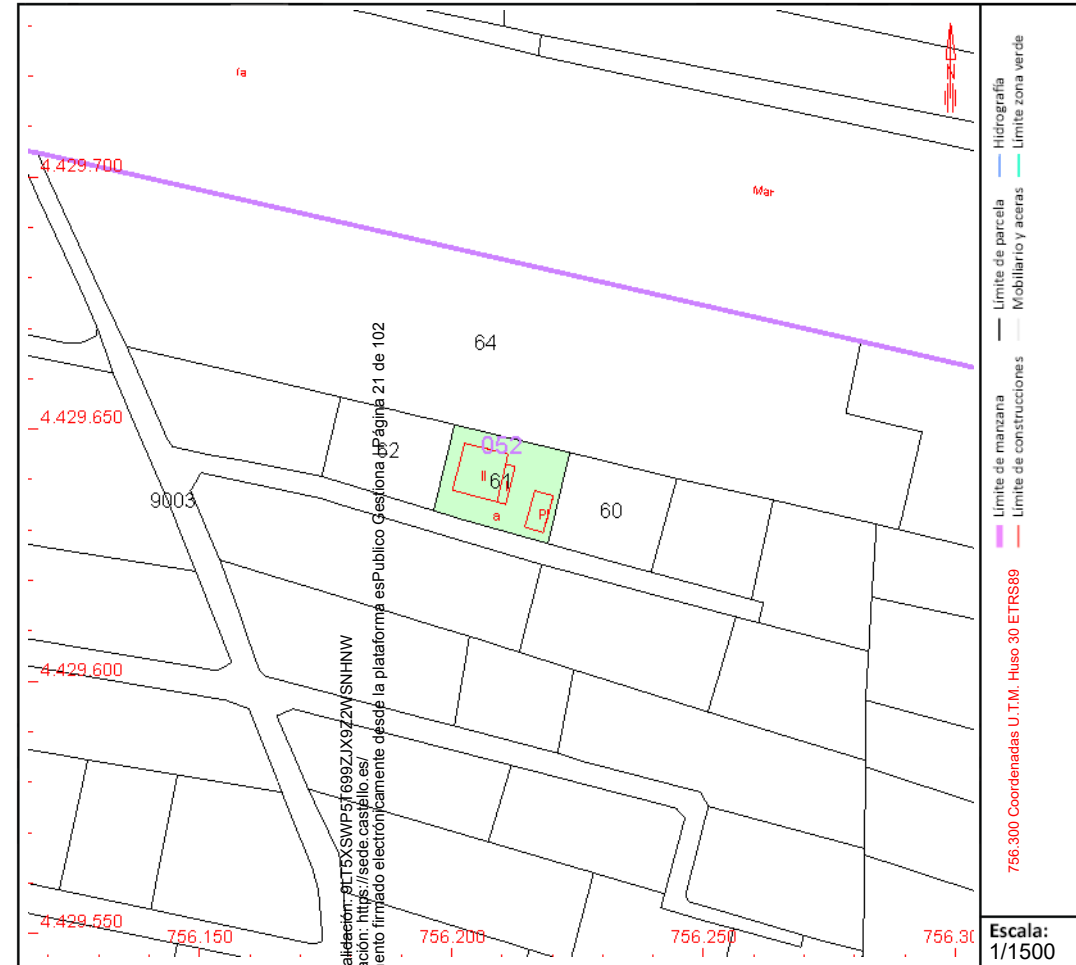 fa
N
4.429.700
Mar
64
4.429.650
62
052
61
II
a
P
60
9003
4.429.600
4.429.550
756.150
756.200
756.250
756.30
alidación: 9LT5XSWP5T699ZJX9Z2WSNHNW
ación: https://sede.castello.es/
ento firmado electrónicamente desde la plataforma esPublico Gestiona | Página 21 de 102
Hidrografía
Límite zona verde
Límite de parcela
Mobiliario y aceras
Límite de manzana
Límite de construcciones
756.300 Coordenadas U.T.M. Huso 30 ETRS89
Escala:
1/1500